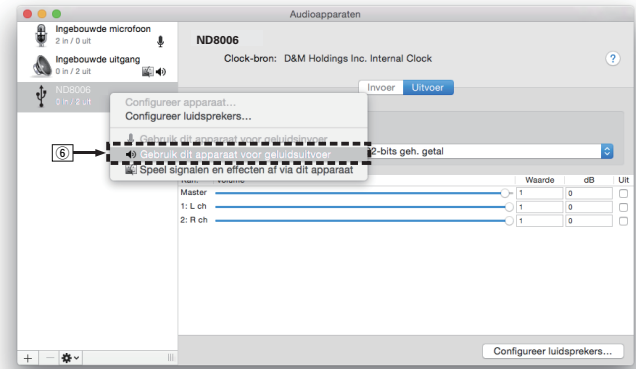 Audioapparaten
Ingebouwde microfoon
2 in / 0 uit
Ingebouwde uitgang
0 in / 2 uit
ND8006
0 in / 2 uit
ND8006
Clock-bron: D&M Holdings Inc. Internal Clock
?
Invoer Uitvoer
Configureer apparaat...
Configureer luidsprekers...
Gebruik dit apparaat voor geluidsinvoer
⑥
Gebruik dit apparaat voor geluidsuitvoer
Speel signalen en effecten af via dit apparaat
2-bits geh. getal
Volume Waarde dB Uit
Master 1 0
1: L ch 1 0
2: R ch 1 0
Configureer luidsprekers...